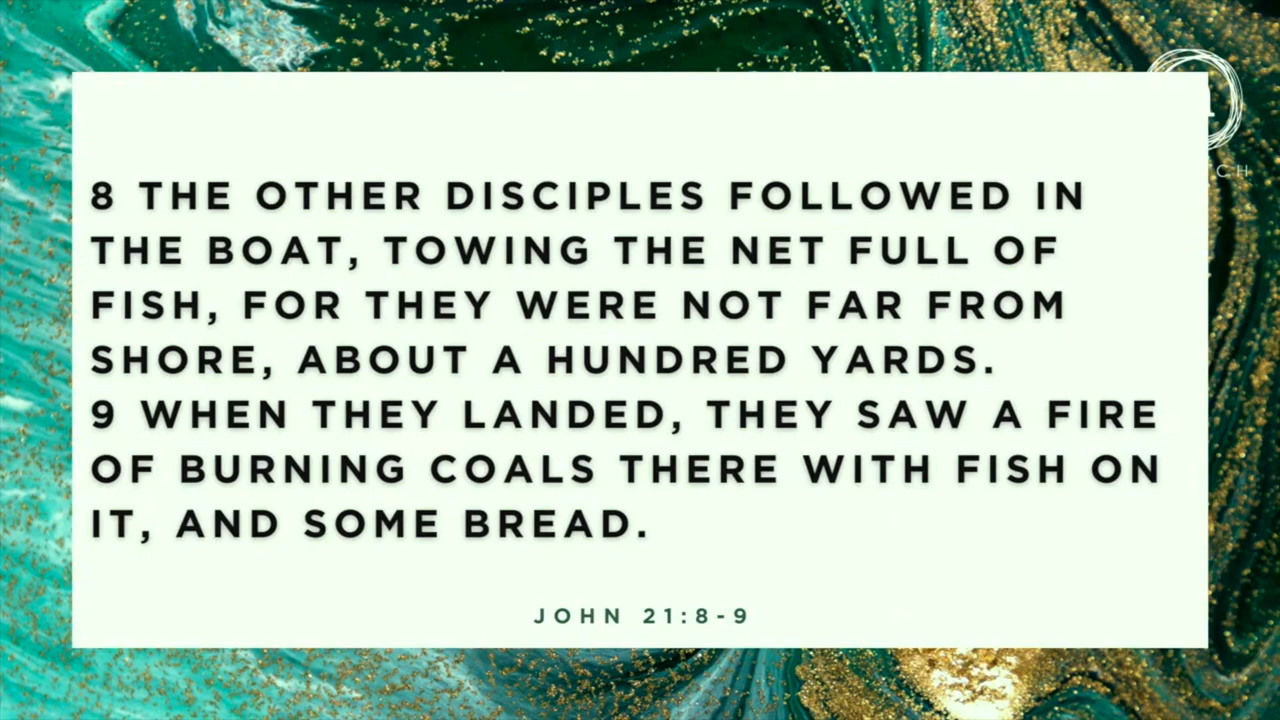 8 THE OTHER DISCIPLES FOLLOWED IN
THE BOAT, TOWING THE NET FULL OF
FISH, FOR THEY WERE NOT FAR FROM
SHORE, ABOUT A HUNDRED YARDS.
9 WHEN THEY LANDED, THEY SAW A FIRE
OF BURNING COALS THERE WITH FISH ON
IT, AND SOME BREAD.
JOHN 21:8-9